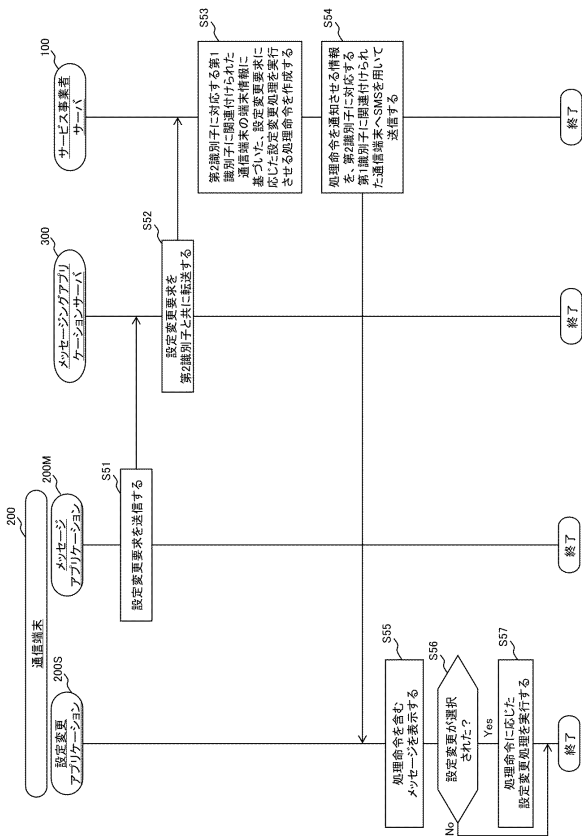 200
通信端末
200S
設定変更
アプリケーション
200M
メッセージ
アプリケーション
300
メッセージングアプリ
ケーションサーバ
100
サービス事業者
サーバ
S51
設定変更要求を送信する
S52
設定変更要求を
第2識別子と共に転送する
S53
第2識別子に対応する第1
識別子に関連付けられた
通信端末の端末情報に
基づいた、設定変更要求に
応じた設定変更処理を実行
させる処理命令を作成する
S54
処理命令を通知させる情報
を、第2識別子に対応する
第1識別子に関連付けられ
た通信端末へSMSを用いて
送信する
S55
処理命令を含む
メッセージを表示する
S56
設定変更が選択
された?
No
Yes
S57
処理命令に応じた
設定変更処理を実行する
終了
終了
終了
終了